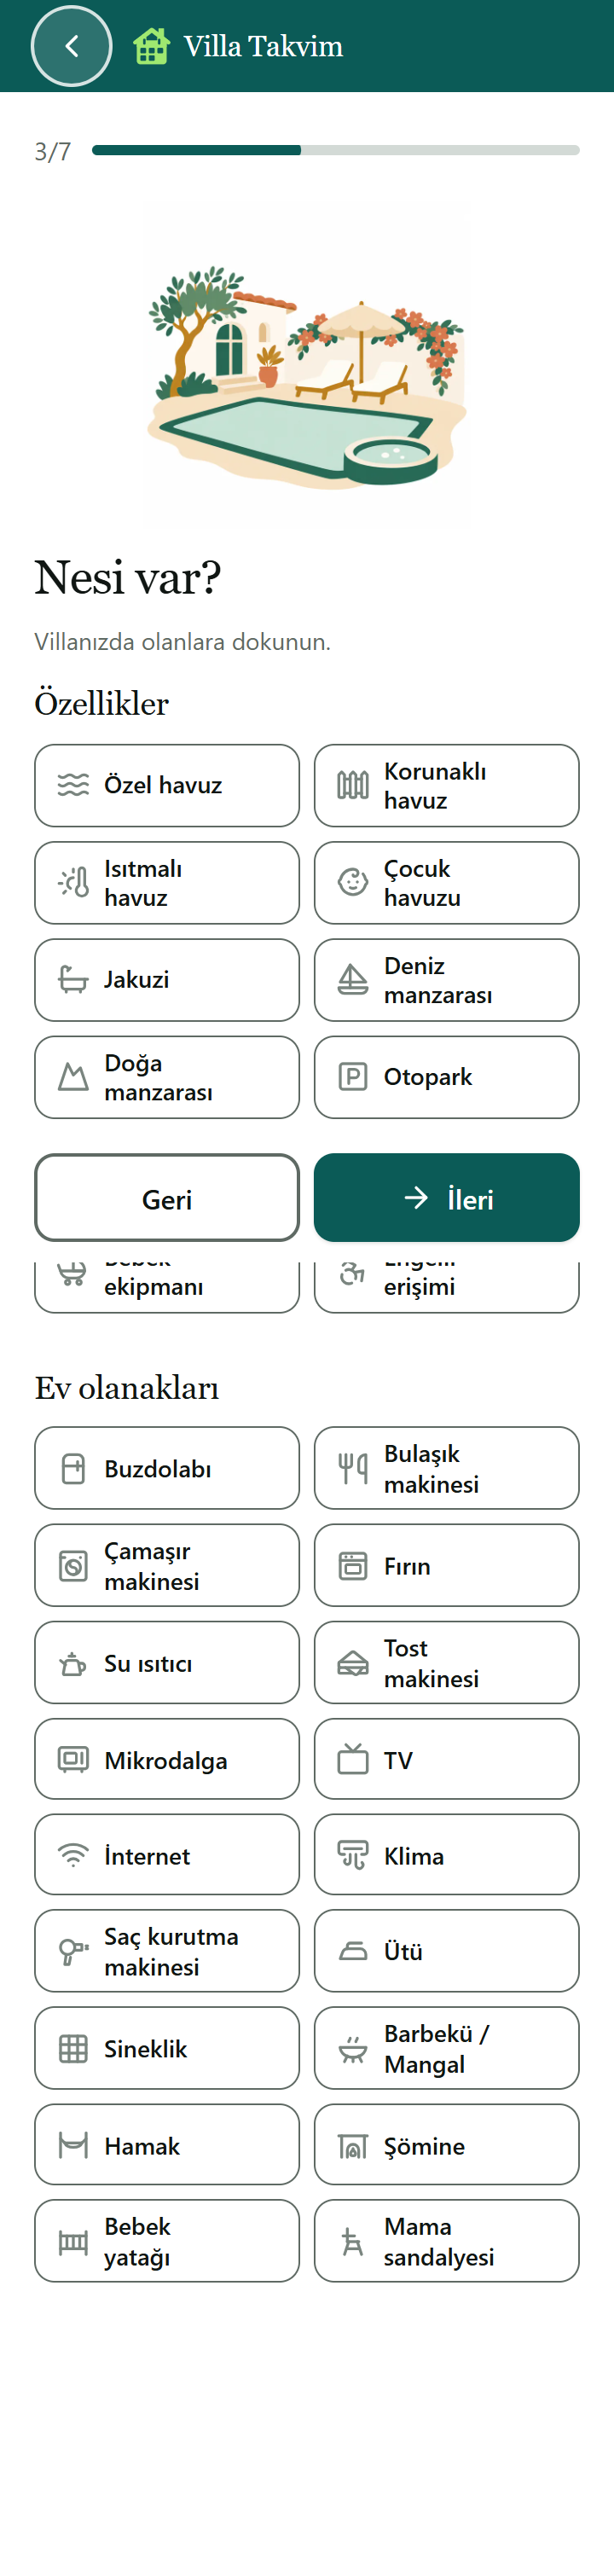 Villa Takvim
3/7
Nesi var?
Villanızda olanlara dokunun.
Özellikler
Özel havuz
Korunaklı
havuz
Isıtmalı
havuz
Çocuk
havuzu
Jakuzi
Deniz
manzarası
Doğa
manzarası
P
Otopark
Geri
İleri
ekipmanı
erişimi
Ev olanakları
Buzdolabı
Bulaşık
makinesi
Çamaşır
makinesi
Fırın
Su ısıtıcı
Tost
makinesi
Mikrodalga
TV
İnternet
Klima
Saç kurutma
makinesi
Ütü
Sineklik
Barbekü /
Mangal
Hamak
Şömine
Bebek
yatağı
Mama
sandalyesi